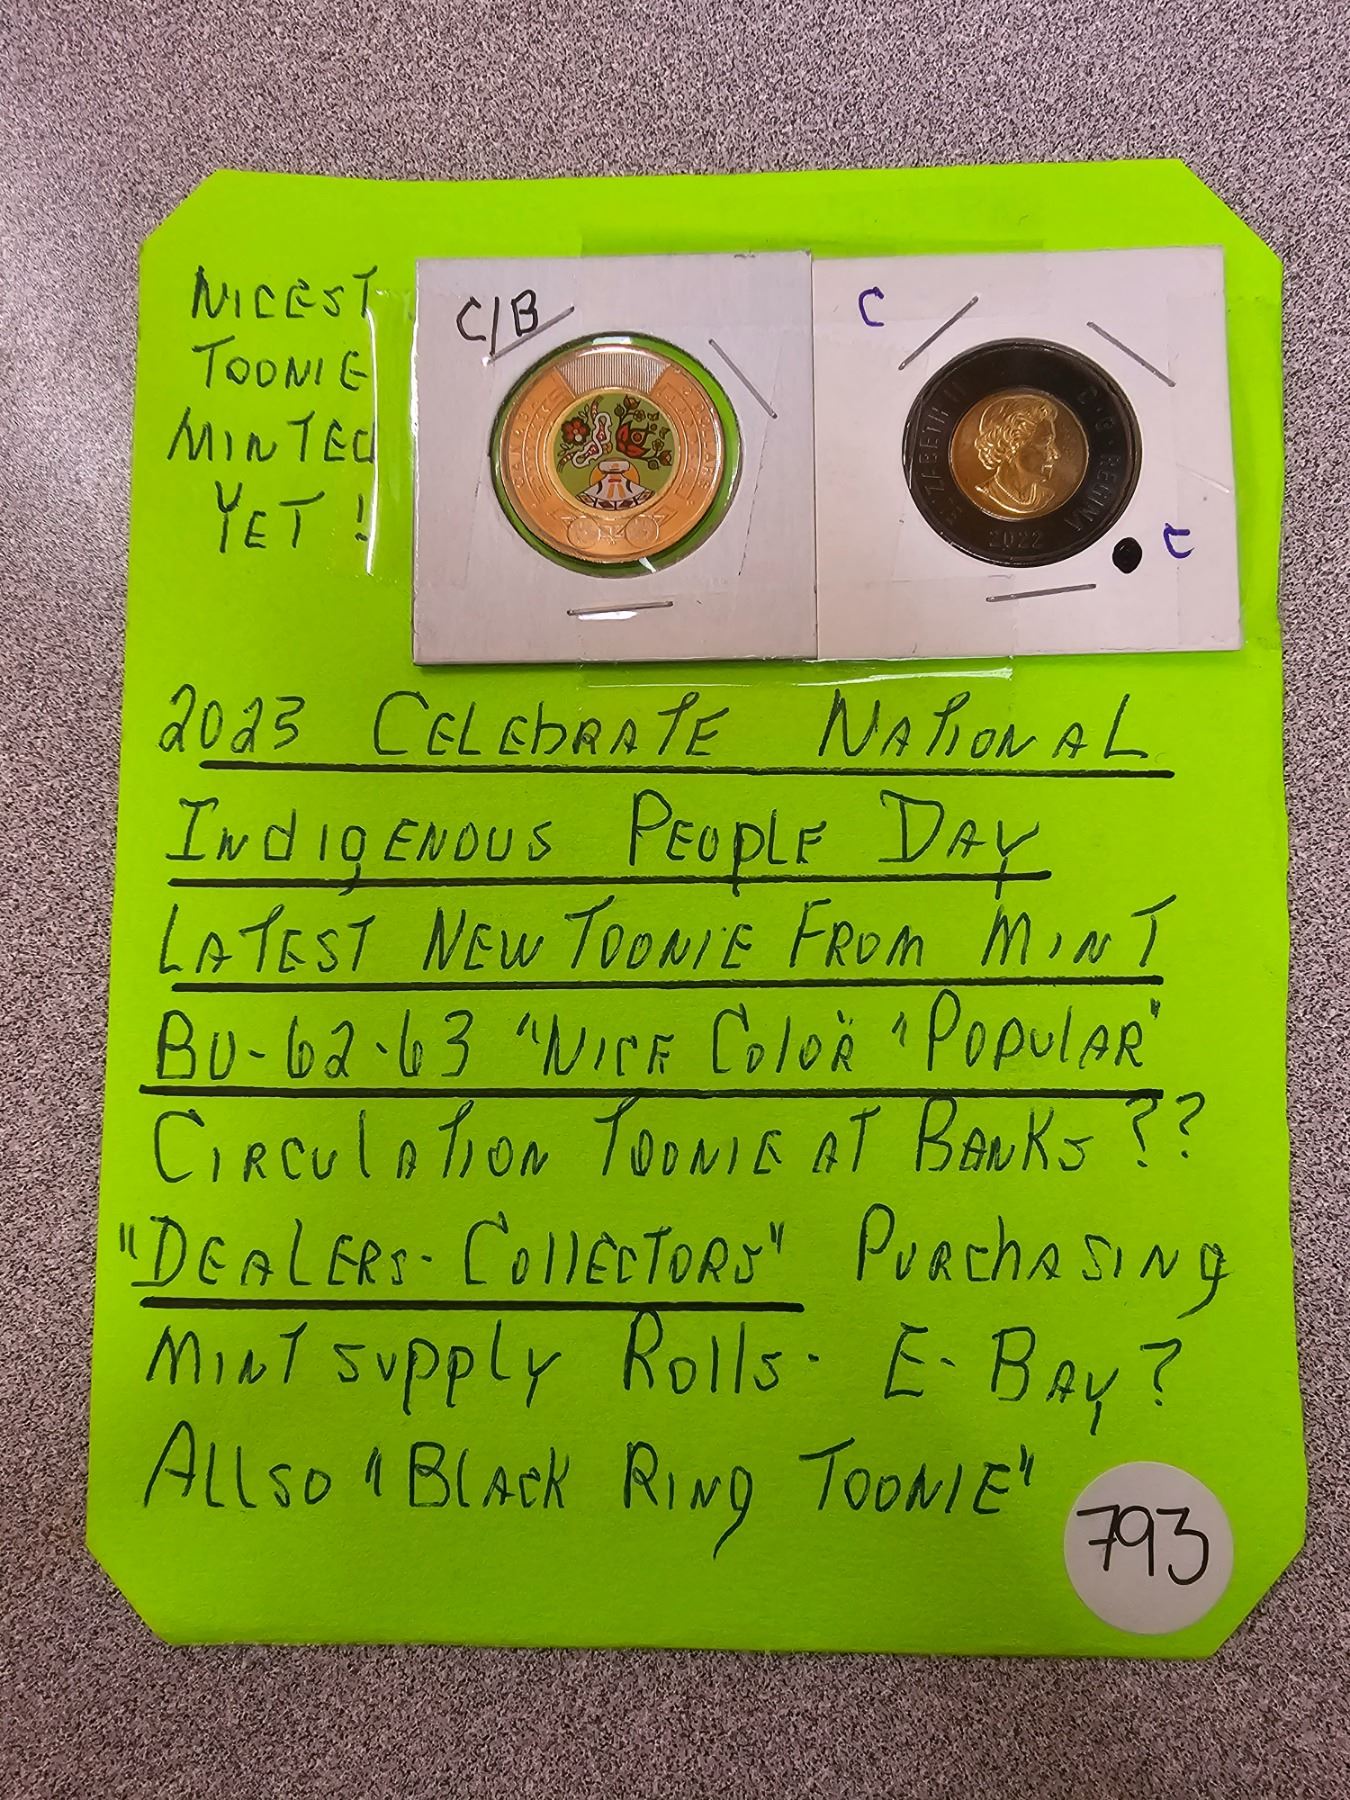 NICEST
TOONIE
MINTED
YET !
C/B
C
ELIZABETH II D·G·REGINA
2022
C
2023 CELEbRATE NATIONAL
INdIgENOUS PEOPLE DAY
LATEST NEW TOONIE FROM MINT
BU-62-63 "NICE COlOR" "POPULAR"
CIRCULATION TOONIE AT BANKS ??
"DEALERS-COllECTORS" PURChASINg
MINT SUPPLY ROllS- E-BAY?
ALLSO "BLACK RINg TOONIE"
793